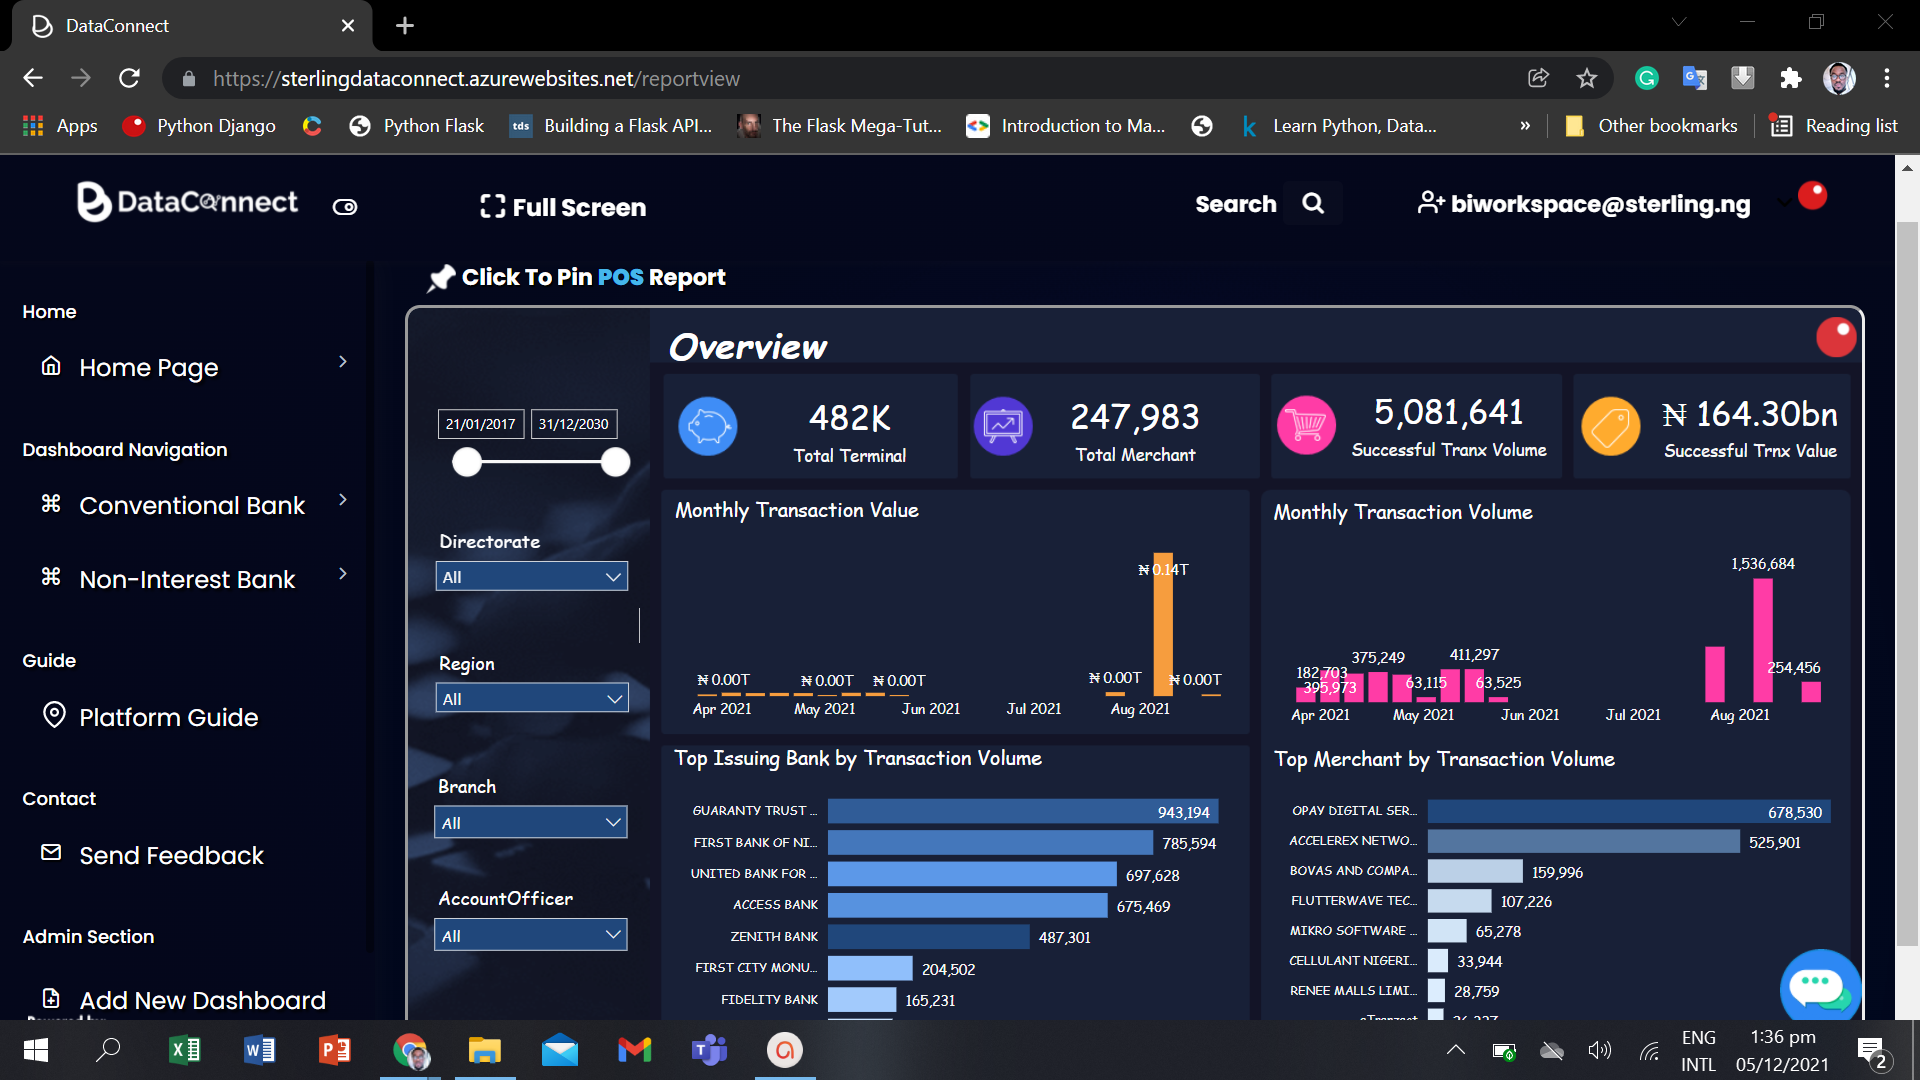 DataConnect
https://sterlingdataconnect.azurewebsites.net/reportview
Apps
Python Django
Python Flask
tds
Building a Flask API...
The Flask Mega-Tut...
Introduction to Ma...
k
Learn Python, Data...
»
Other bookmarks
Reading list
DataConnect
Full Screen
Search
biworkspace@sterling.ng
Click To Pin POS Report
Home
Home Page
Dashboard Navigation
Conventional Bank
Non-Interest Bank
Guide
Platform Guide
Contact
Send Feedback
Admin Section
Add New Dashboard
21/01/2017
31/12/2030
Directorate
All
Region
All
Branch
All
AccountOfficer
All
Overview
482K
Total Terminal
247,983
Total Merchant
5,081,641
Successful Tranx Volume
₦ 164.30bn
Successful Trnx Value
Monthly Transaction Value
₦ 0.14T
₦ 0.00T
₦ 0.00T
₦ 0.00T
₦ 0.00T
₦ 0.00T
Apr 2021
May 2021
Jun 2021
Jul 2021
Aug 2021
Monthly Transaction Volume
1,536,684
375,249
411,297
182,703
395,973
63,115
63,525
254,456
Apr 2021
May 2021
Jun 2021
Jul 2021
Aug 2021
Top Issuing Bank by Transaction Volume
GUARANTY TRUST ...
943,194
FIRST BANK OF NI...
785,594
UNITED BANK FOR ...
697,628
ACCESS BANK
675,469
ZENITH BANK
487,301
FIRST CITY MONU...
204,502
FIDELITY BANK
165,231
Top Merchant by Transaction Volume
OPAY DIGITAL SER...
678,530
ACCELEREX NETWO...
525,901
BOVAS AND COMPA...
159,996
FLUTTERWAVE TEC...
107,226
MIKRO SOFTWARE ...
65,278
CELLULANT NIGERI...
33,944
RENEE MALLS LIMI...
28,759
ENG
INTL
1:36 pm
05/12/2021
2